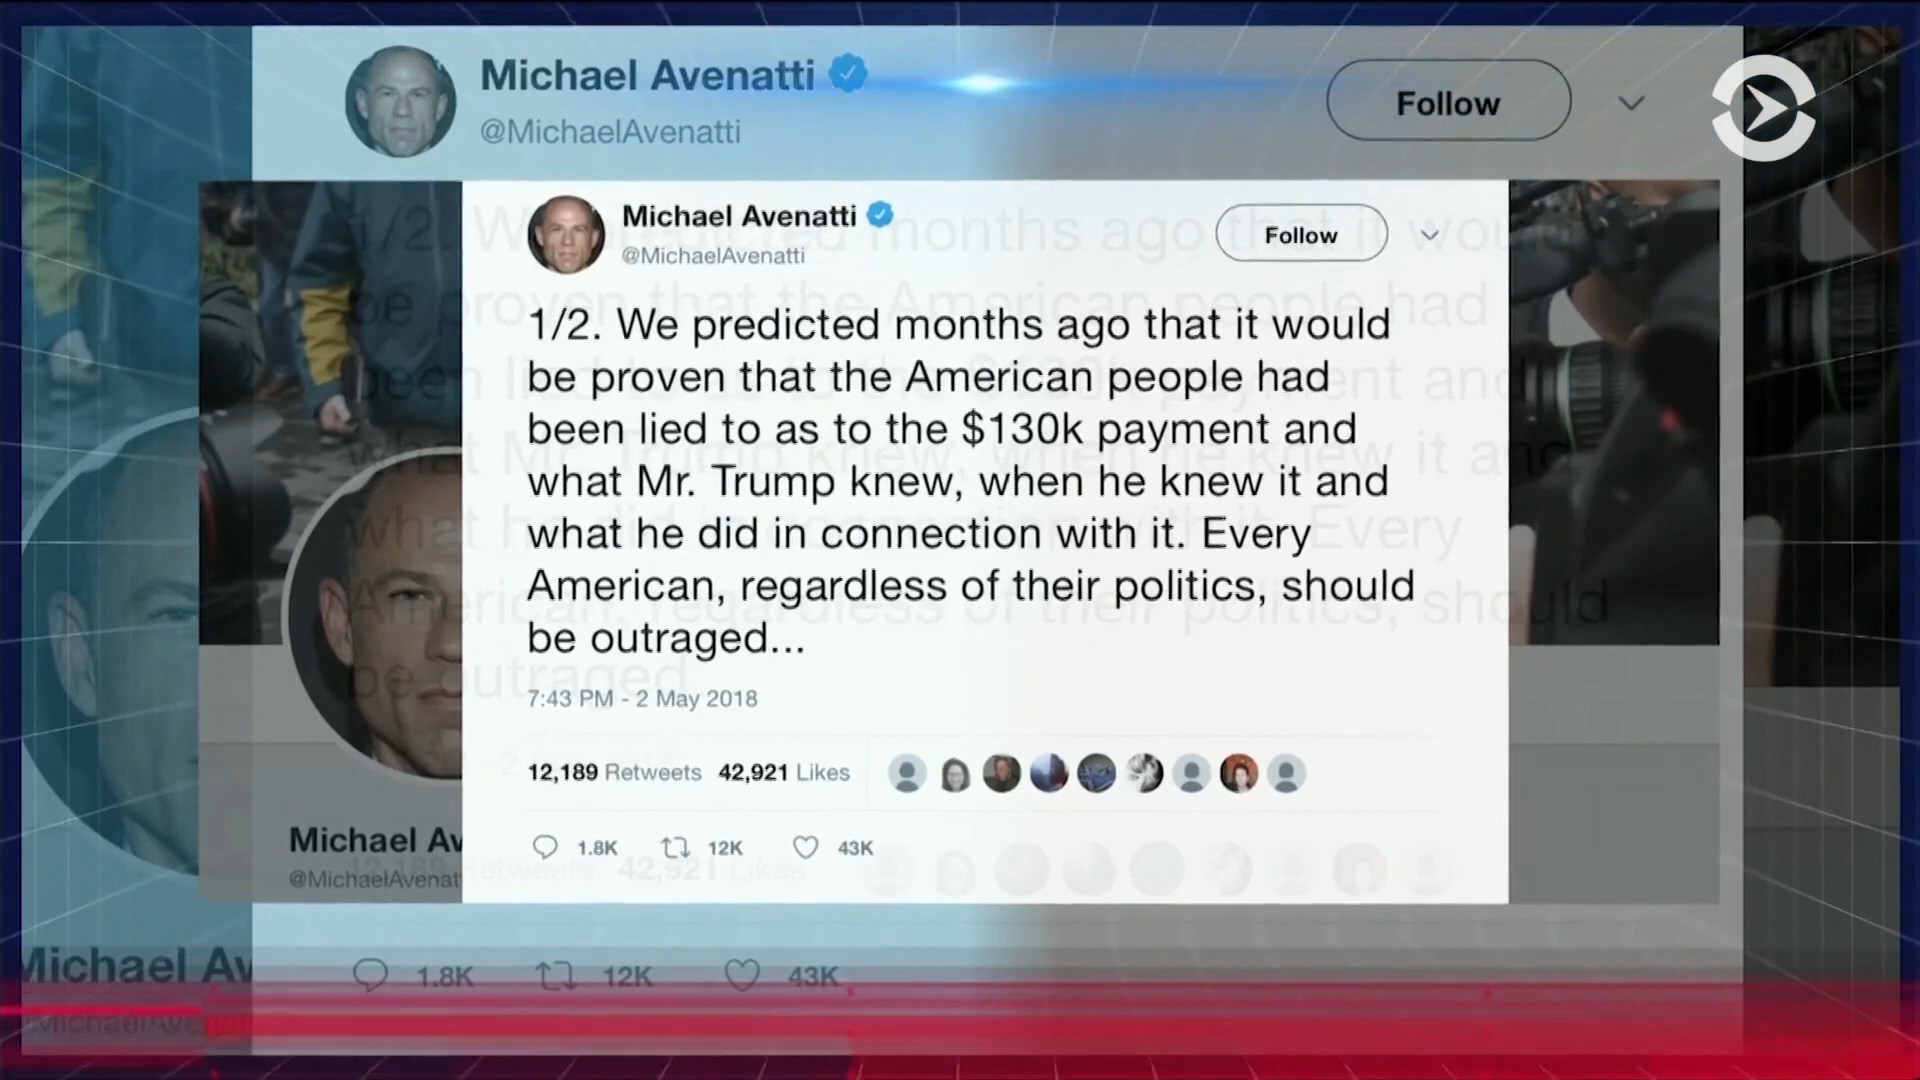 Michael Avenatti
@MichaelAvenatti
Follow
Michael Avenatti
@MichaelAvenatti
Follow
1/2. We predicted months ago that it would
be proven that the American people had
been lied to as to the $130k payment and
what Mr. Trump knew, when he knew it and
what he did in connection with it. Every
American, regardless of their politics, should
be outraged...
7:43 PM - 2 May 2018
12,189 Retweets 42,921 Likes
1.8K 12K 43K
Michael Av
@MichaelAvenat
Michael Av
1.8K 12K 43K